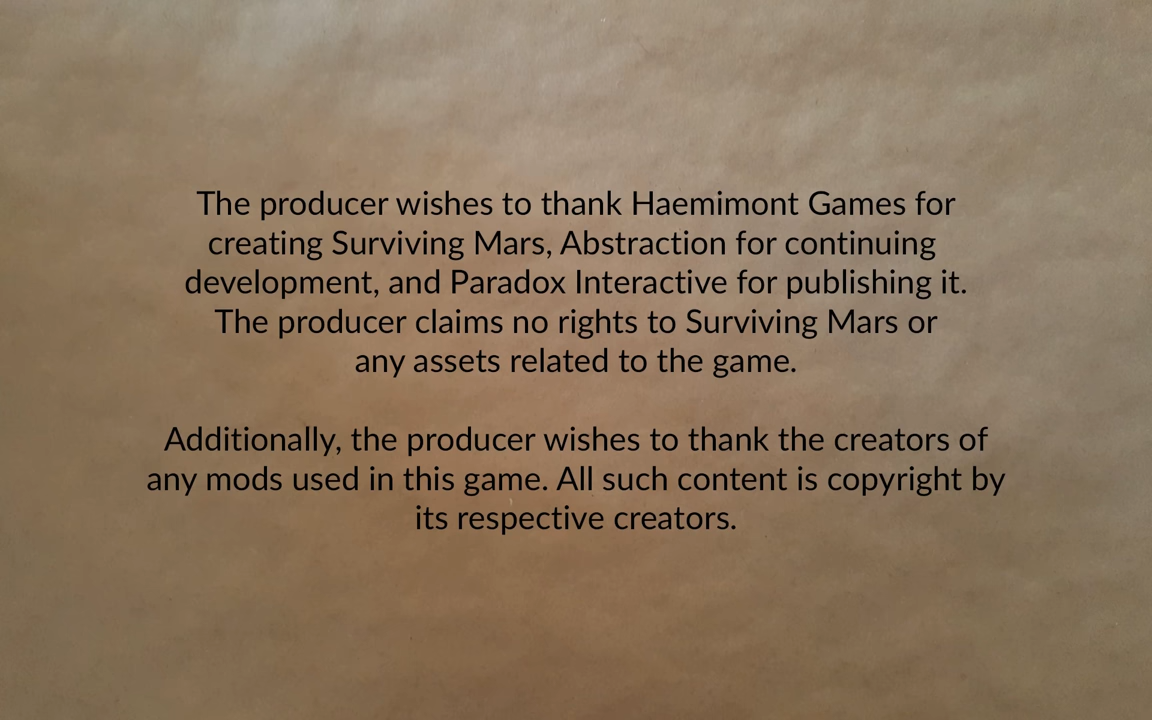 The producer wishes to thank Haemimont Games for
creating Surviving Mars, Abstraction for continuing
development, and Paradox Interactive for publishing it.
The producer claims no rights to Surviving Mars or
any assets related to the game.
Additionally, the producer wishes to thank the creators of
any mods used in this game. All such content is copyright by
its respective creators.